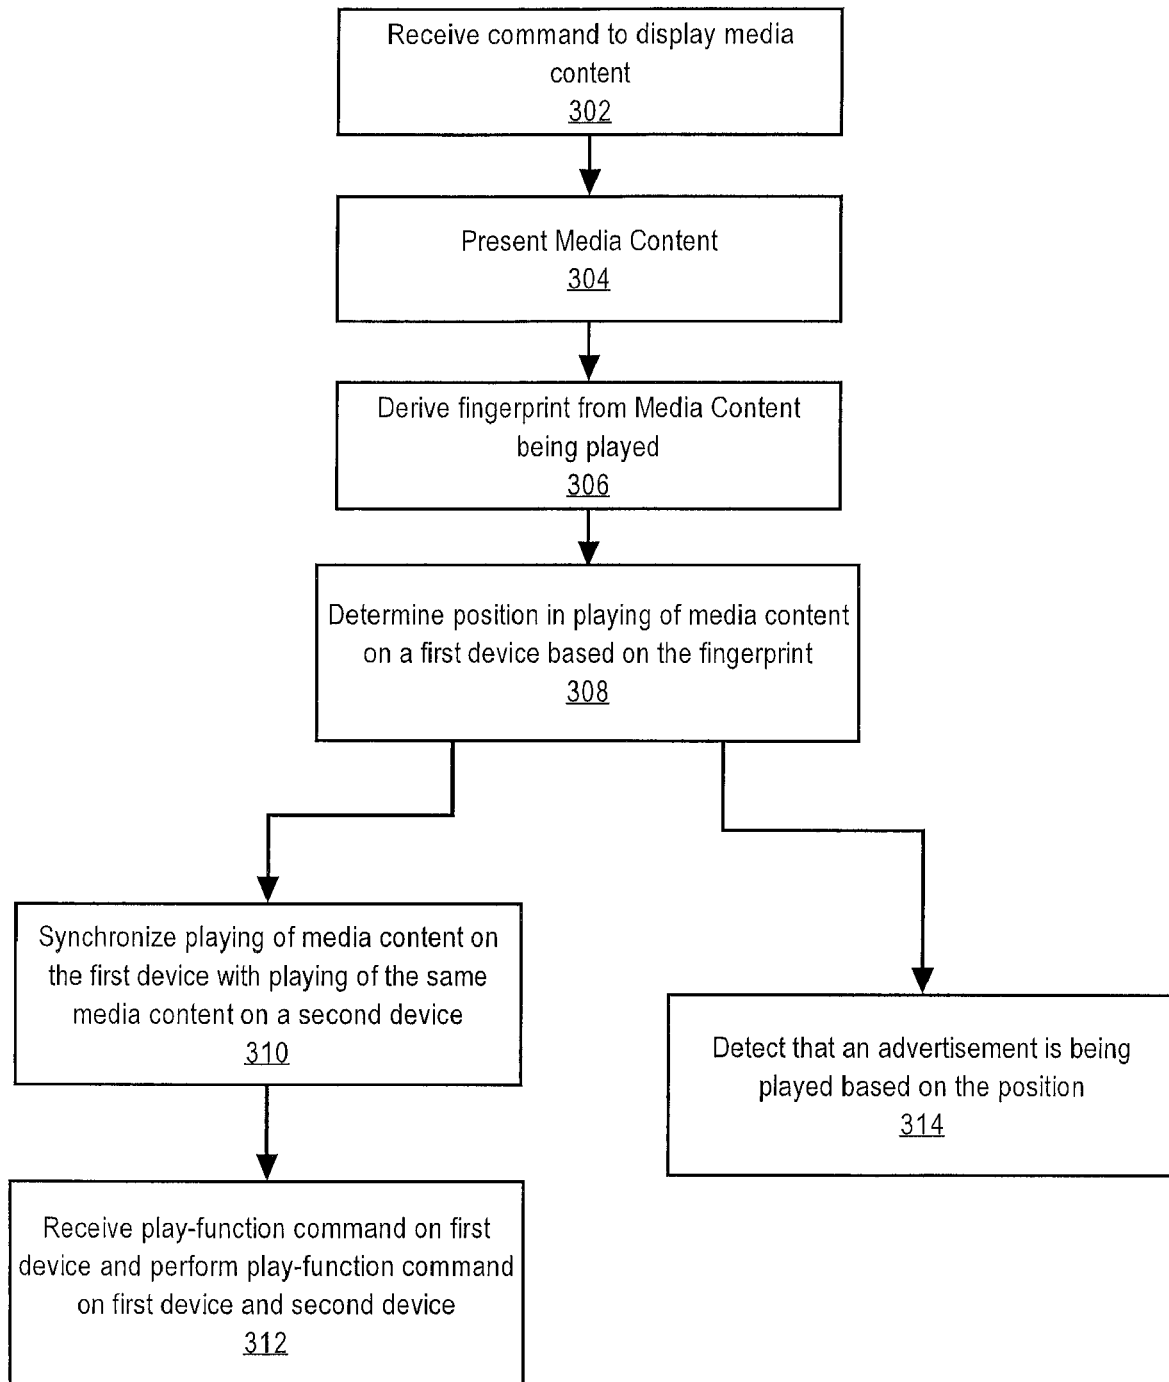 Receive command to display media
content
302
Present Media Content
304
Derive fingerprint from Media Content
being played
306
Determine position in playing of media content
on a first device based on the fingerprint
308
Synchronize playing of media content on
the first device with playing of the same
media content on a second device
310
Detect that an advertisement is being
played based on the position
314
Receive play-function command on first
device and perform play-function command
on first device and second device
312